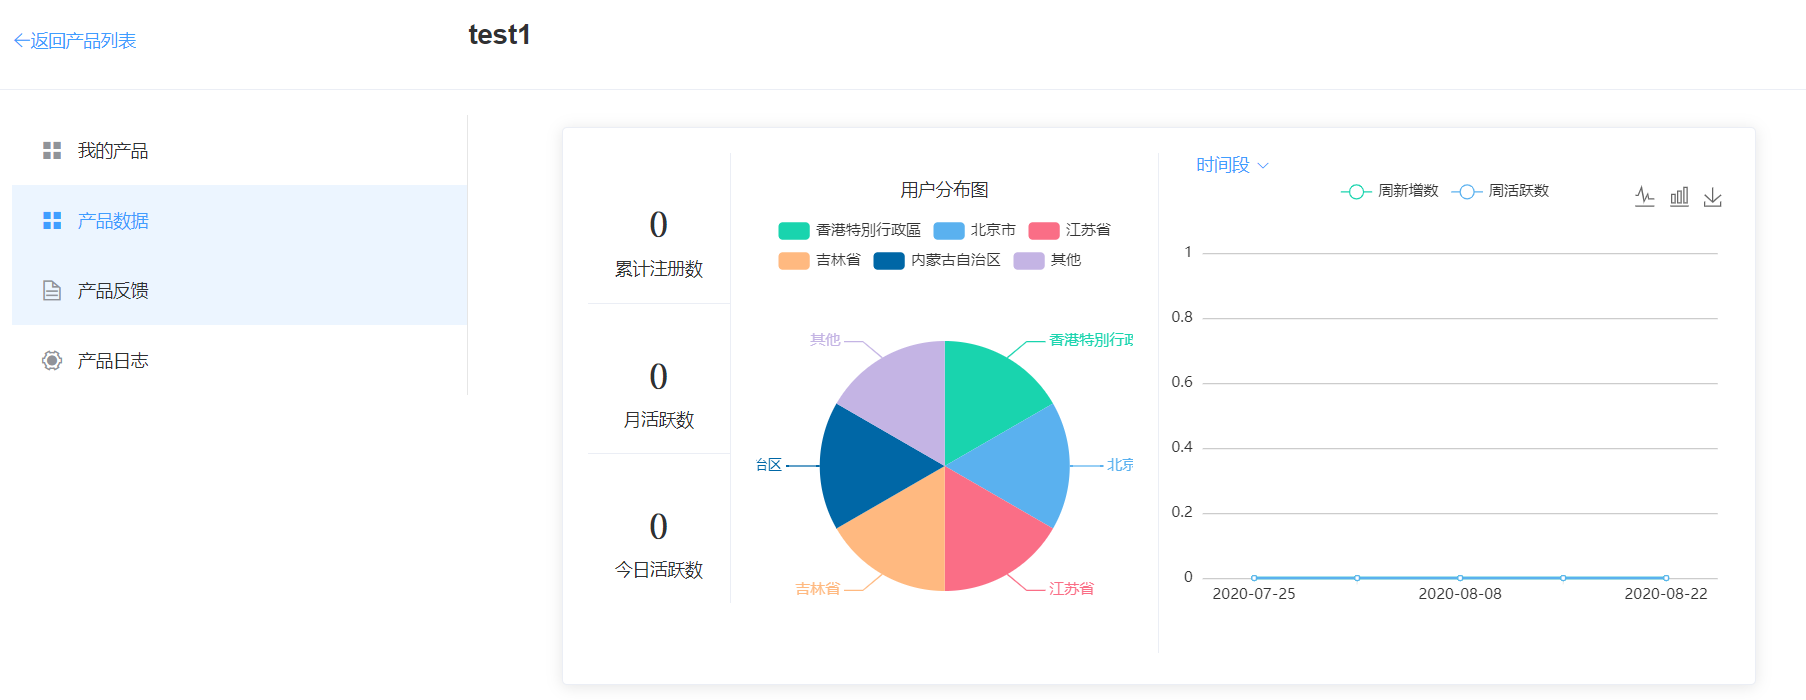 返回产品列表
test1
我的产品
产品数据
产品反馈
产品日志
0
累计注册数
0
月活跃数
0
今日活跃数
用户分布图
香港特別行政區 北京市 江苏省
吉林省 内蒙古自治区 其他
其他
香港特別行政
治区
北京
吉林省
江苏省
时间段
周新增数 周活跃数
1
0.8
0.6
0.4
0.2
0
2020-07-25 2020-08-08 2020-08-22